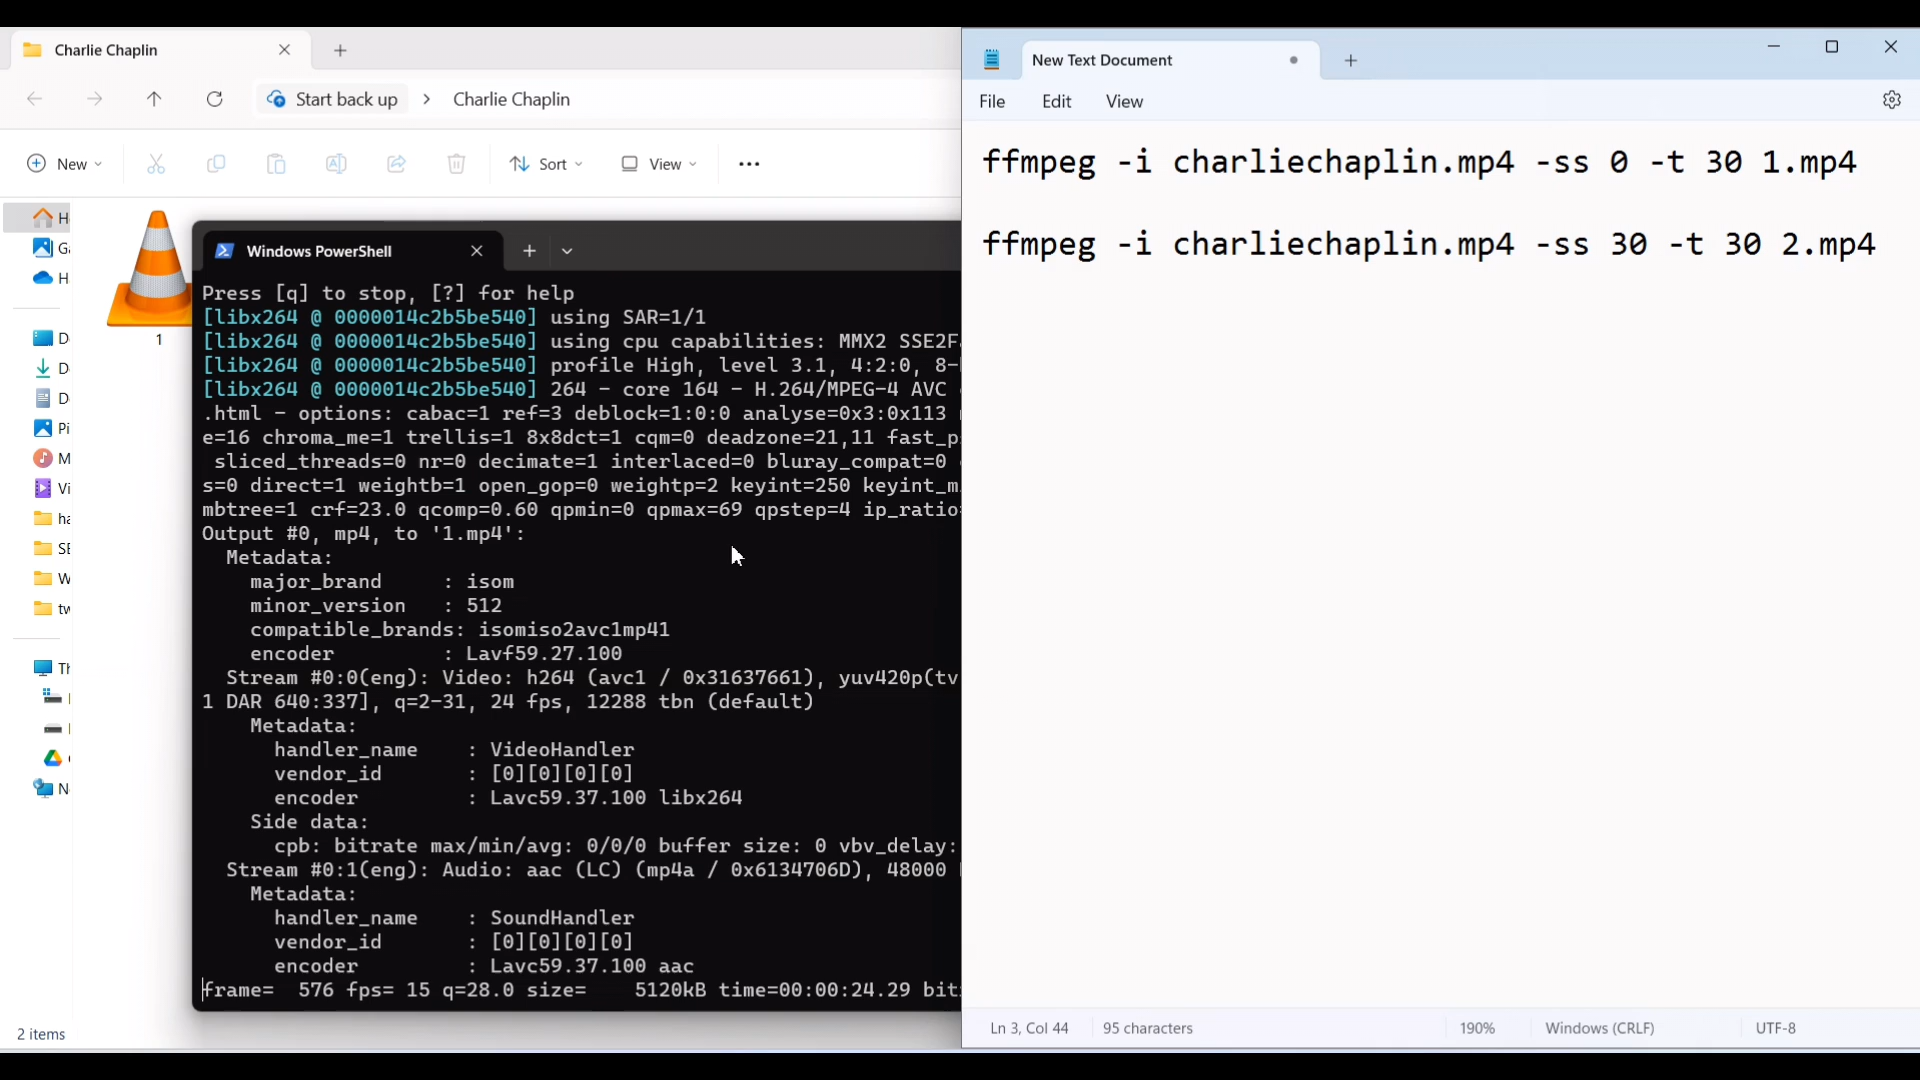 Charlie Chaplin
Start back up > Charlie Chaplin
New
Sort
View
1
2 items
Windows PowerShell
Press [q] to stop, [?] for help
[libx264 @ 0000014c2b5be540] using SAR=1/1
[libx264 @ 0000014c2b5be540] using cpu capabilities: MMX2 SSE2F
[libx264 @ 0000014c2b5be540] profile High, level 3.1, 4:2:0, 8-
[libx264 @ 0000014c2b5be540] 264 - core 164 - H.264/MPEG-4 AVC
.html - options: cabac=1 ref=3 deblock=1:0:0 analyse=0x3:0x113
e=16 chroma_me=1 trellis=1 8x8dct=1 cqm=0 deadzone=21,11 fast_p
sliced_threads=0 nr=0 decimate=1 interlaced=0 bluray_compat=0
s=0 direct=1 weightb=1 open_gop=0 weightp=2 keyint=250 keyint_m
mbtree=1 crf=23.0 qcomp=0.60 qpmin=0 qpmax=69 qpstep=4 ip_ratio=
Output #0, mp4, to '1.mp4':
Metadata:
major_brand : isom
minor_version : 512
compatible_brands: isomiso2avc1mp41
encoder : Lavf59.27.100
Stream #0:0(eng): Video: h264 (avc1 / 0x31637661), yuv420p(tv
1 DAR 640:337], q=2-31, 24 fps, 12288 tbn (default)
Metadata:
handler_name : VideoHandler
vendor_id : [0][0][0][0]
encoder : Lavc59.37.100 libx264
Side data:
cpb: bitrate max/min/avg: 0/0/0 buffer size: 0 vbv_delay:
Stream #0:1(eng): Audio: aac (LC) (mp4a / 0x6134706D), 48000
Metadata:
handler_name : SoundHandler
vendor_id : [0][0][0][0]
encoder : Lavc59.37.100 aac
frame= 576 fps= 15 q=28.0 size= 5120kB time=00:00:24.29 bit
New Text Document
File Edit View
ffmpeg -i charliechaplin.mp4 -ss 0 -t 30 1.mp4
ffmpeg -i charliechaplin.mp4 -ss 30 -t 30 2.mp4
Ln 3, Col 44 95 characters 190% Windows (CRLF) UTF-8